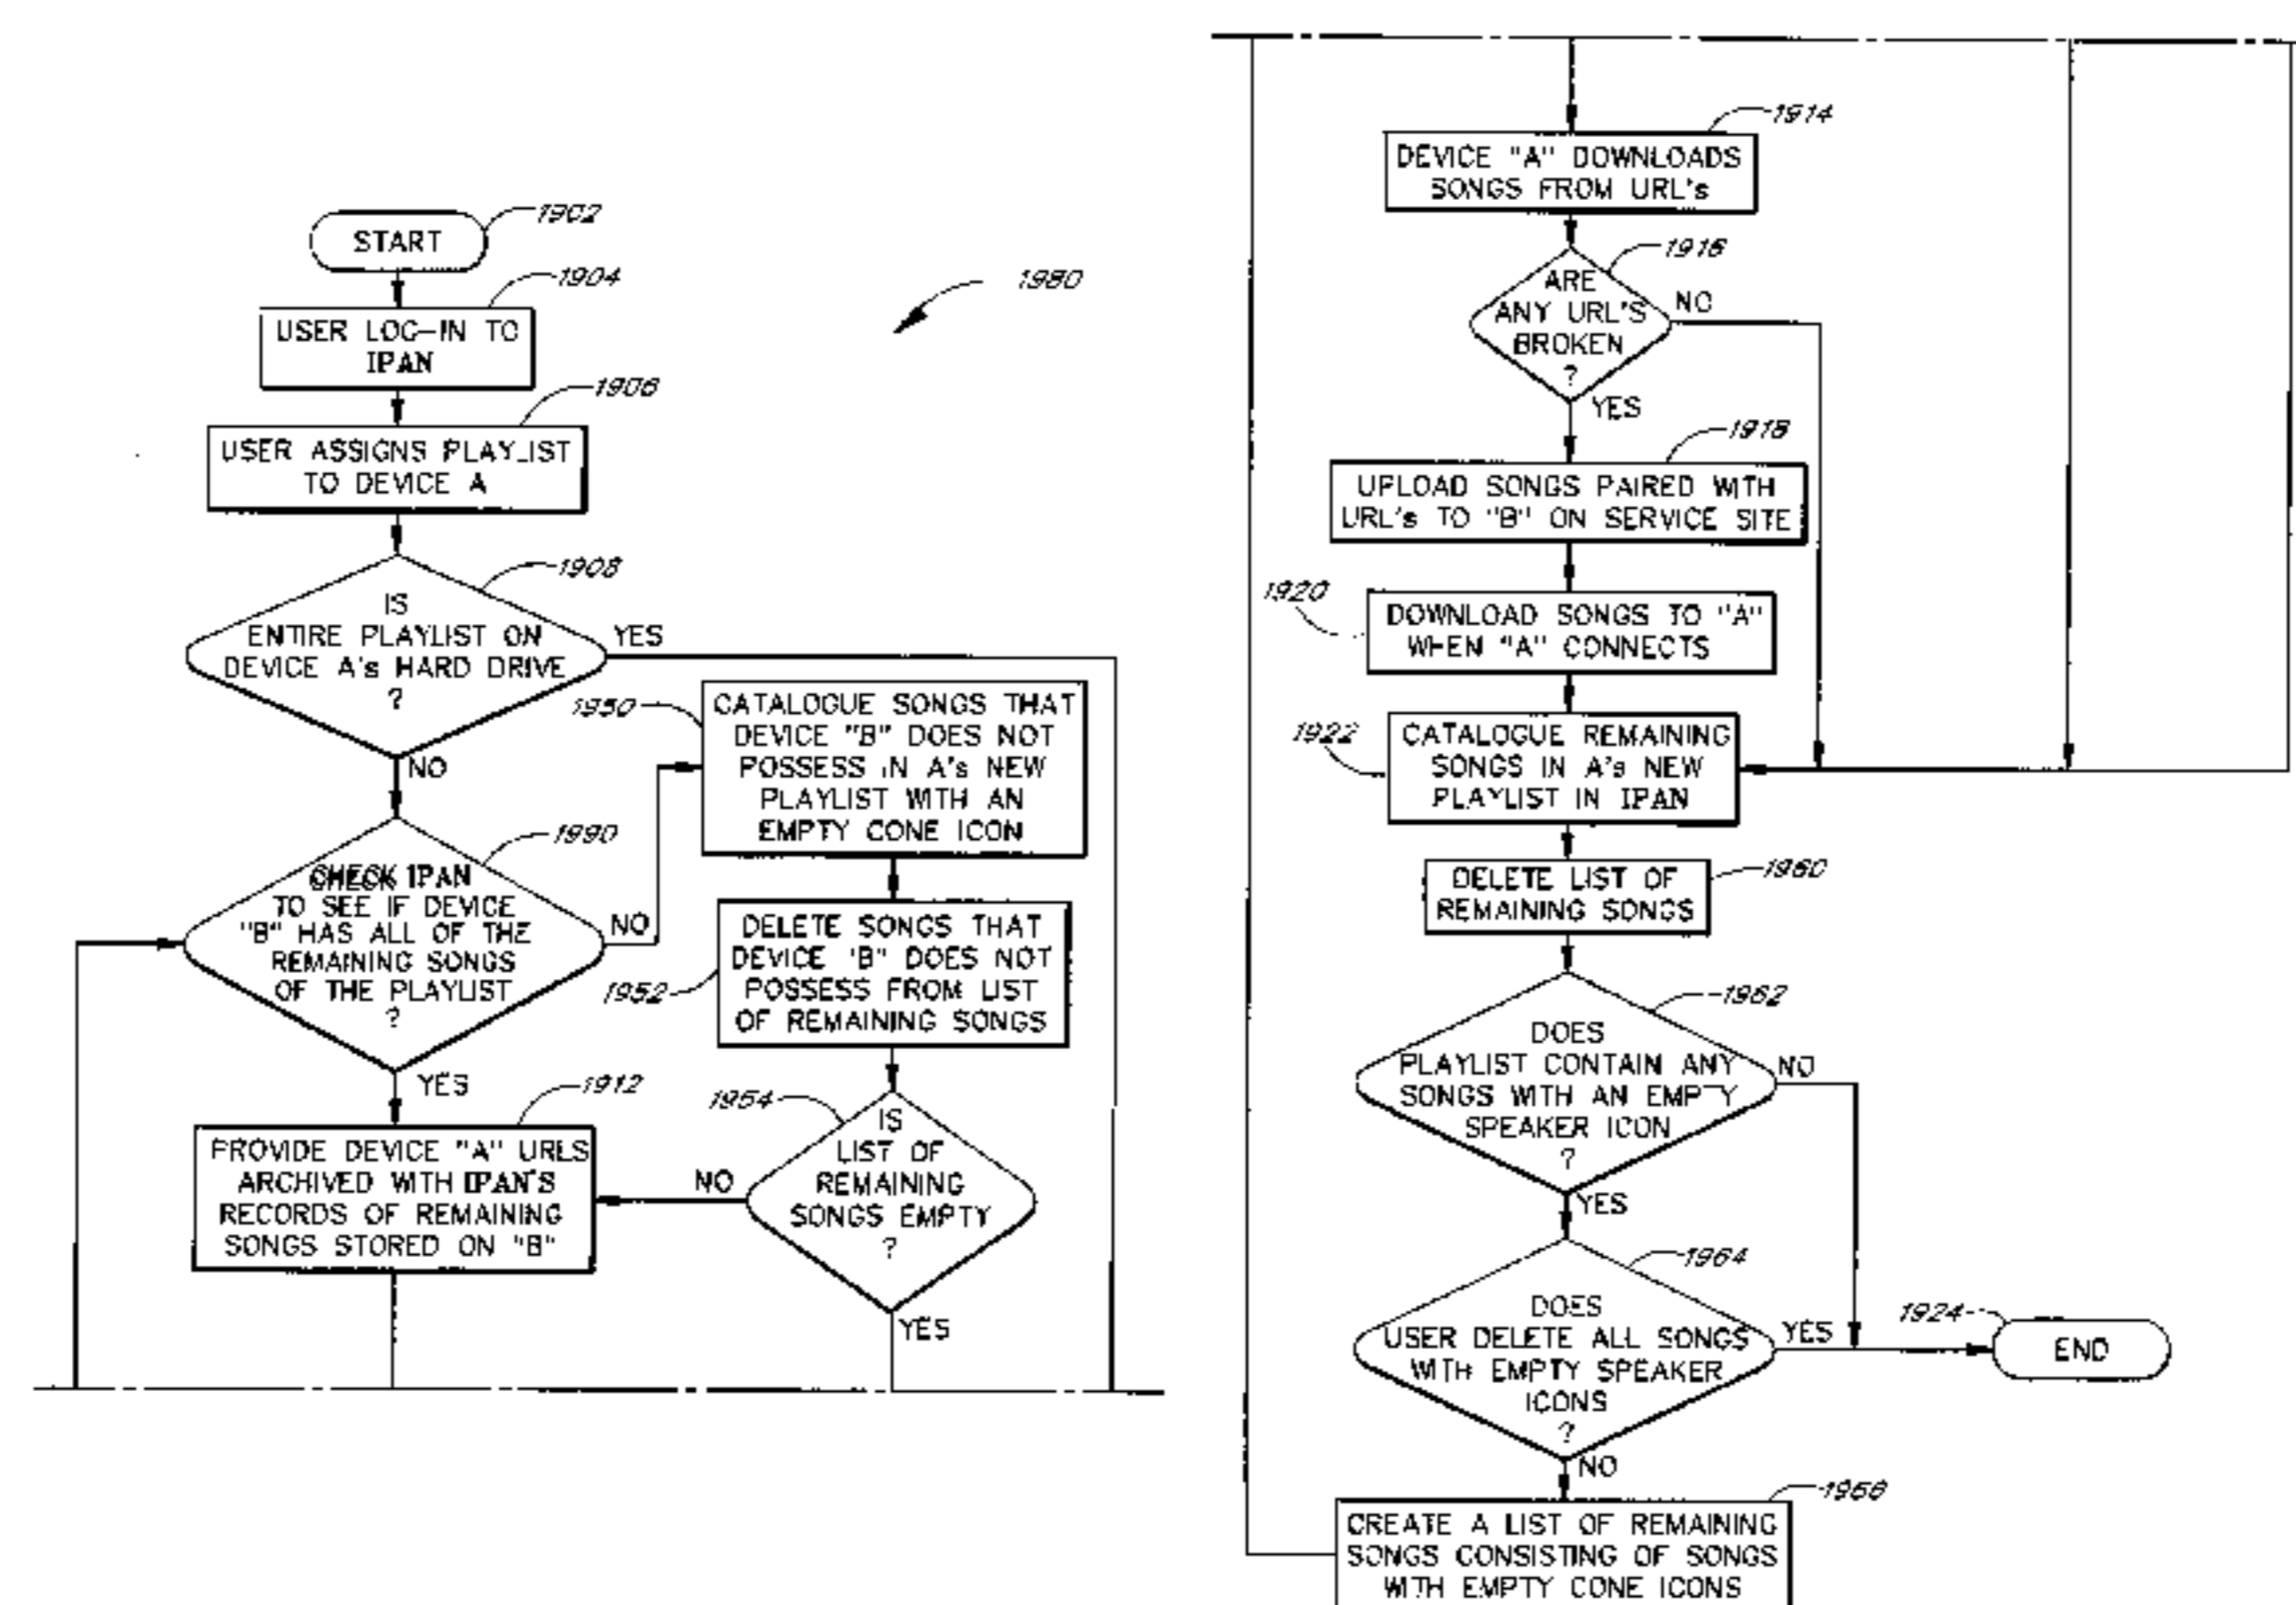 1902
START
1904
USER LOG-IN TO
IPAN
1980
1906
USER ASSIGNS PLAYLIST
TO DEVICE A
1908
IS
ENTIRE PLAYLIST ON
DEVICE A's HARD DRIVE
?
YES
NO
1950
CATALOGUE SONGS THAT
DEVICE "B" DOES NOT
POSSESS IN A's NEW
PLAYLIST WITH AN
EMPTY CONE ICON
1990
CHECK IPAN
TO SEE IF DEVICE
"B" HAS ALL OF THE
REMAINING SONGS
OF THE PLAYLIST
?
NO
YES
1952
DELETE SONGS THAT
DEVICE "B" DOES NOT
POSSESS FROM LIST
OF REMAINING SONGS
1912
PROVIDE DEVICE "A" URLS
ARCHIVED WITH IPAN'S
RECORDS OF REMAINING
SONGS STORED ON "B"
1954
IS
LIST OF
REMAINING
SONGS EMPTY
?
NO
YES
1914
DEVICE "A" DOWNLOADS
SONGS FROM URL's
1916
ARE
ANY URL'S
BROKEN
?
NO
YES
1918
UPLOAD SONGS PAIRED WITH
URL's TO "B" ON SERVICE SITE
1920
DOWNLOAD SONGS TO "A"
WHEN "A" CONNECTS
1922
CATALOGUE REMAINING
SONGS IN A's NEW
PLAYLIST IN IPAN
1960
DELETE LIST OF
REMAINING SONGS
1962
DOES
PLAYLIST CONTAIN ANY
SONGS WITH AN EMPTY
SPEAKER ICON
?
NO
YES
1964
DOES
USER DELETE ALL SONGS
WITH EMPTY SPEAKER
ICONS
?
YES
NO
1924
END
1966
CREATE A LIST OF REMAINING
SONGS CONSISTING OF SONGS
WITH EMPTY CONE ICONS